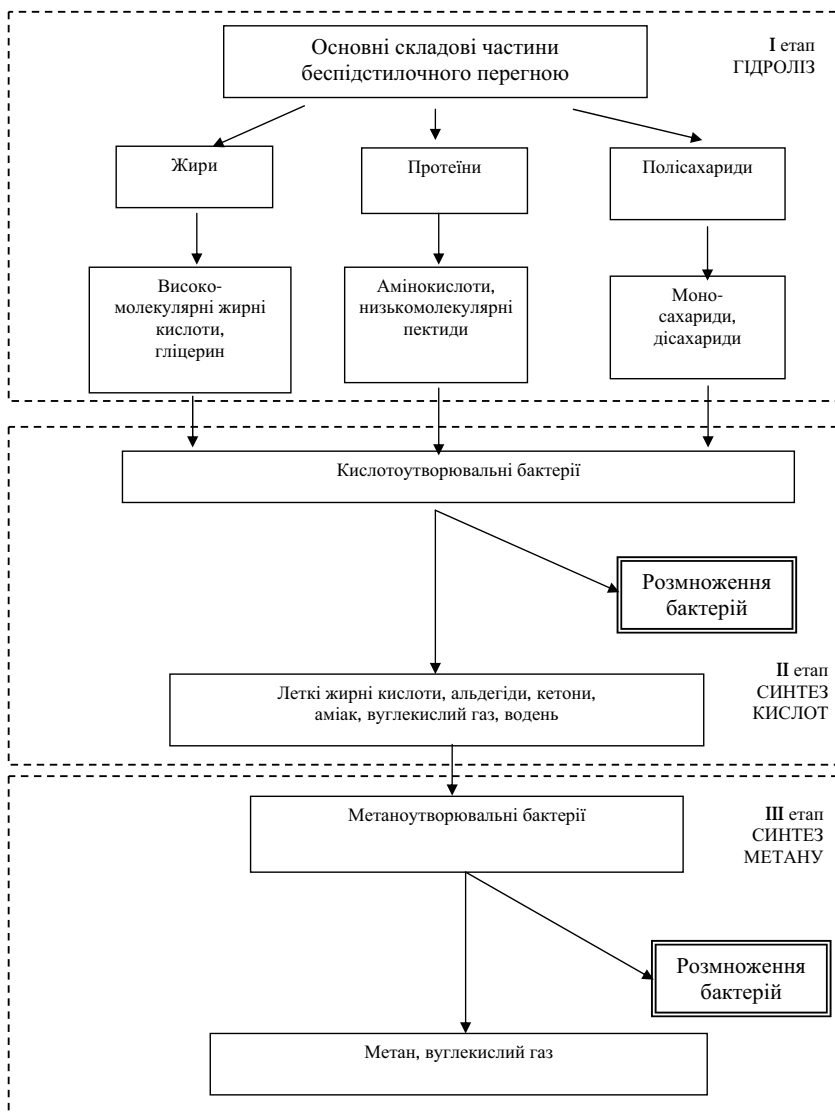 Основні складові частини
беспідстилочного перегною
I етап
ГІДРОЛІЗ
Жири
Протеїни
Полісахариди
Високо-
молекулярні жирні
кислоти,
гліцерин
Амінокислоти,
низькомолекулярні
пектиди
Моно-
сахариди,
дісахариди
Кислотоутворювальні бактерії
Розмноження
бактерій
II етап
СИНТЕЗ
КИСЛОТ
Леткі жирні кислоти, альдегіди, кетони,
аміак, вуглекислий газ, водень
Метаноутворювальні бактерії
III етап
СИНТЕЗ
МЕТАНУ
Розмноження
бактерій
Метан, вуглекислий газ